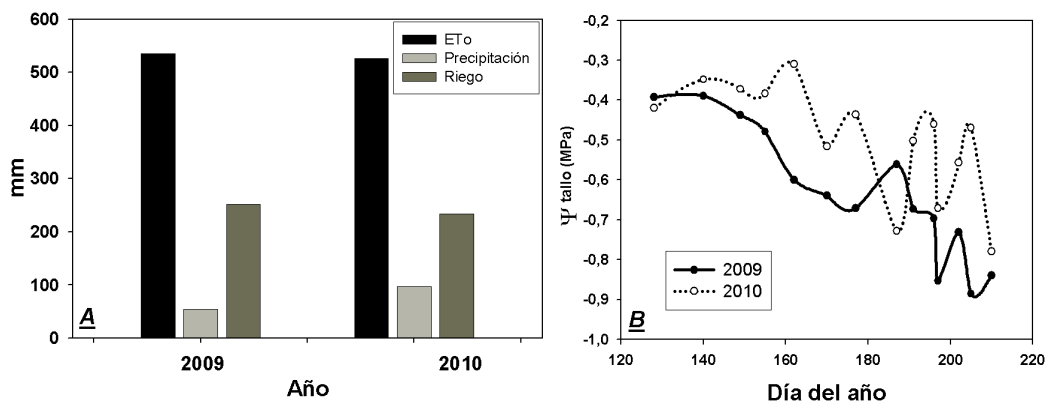 600
500
400
300
200
100
0
mm
ETo
Precipitación
Riego
A
2009
2010
Año
-0,2
-0,3
-0,4
-0,5
-0,6
-0,7
-0,8
-0,9
-1,0
Ψ tallo (MPa)
2009
2010
B
120
140
160
180
200
220
Día del año